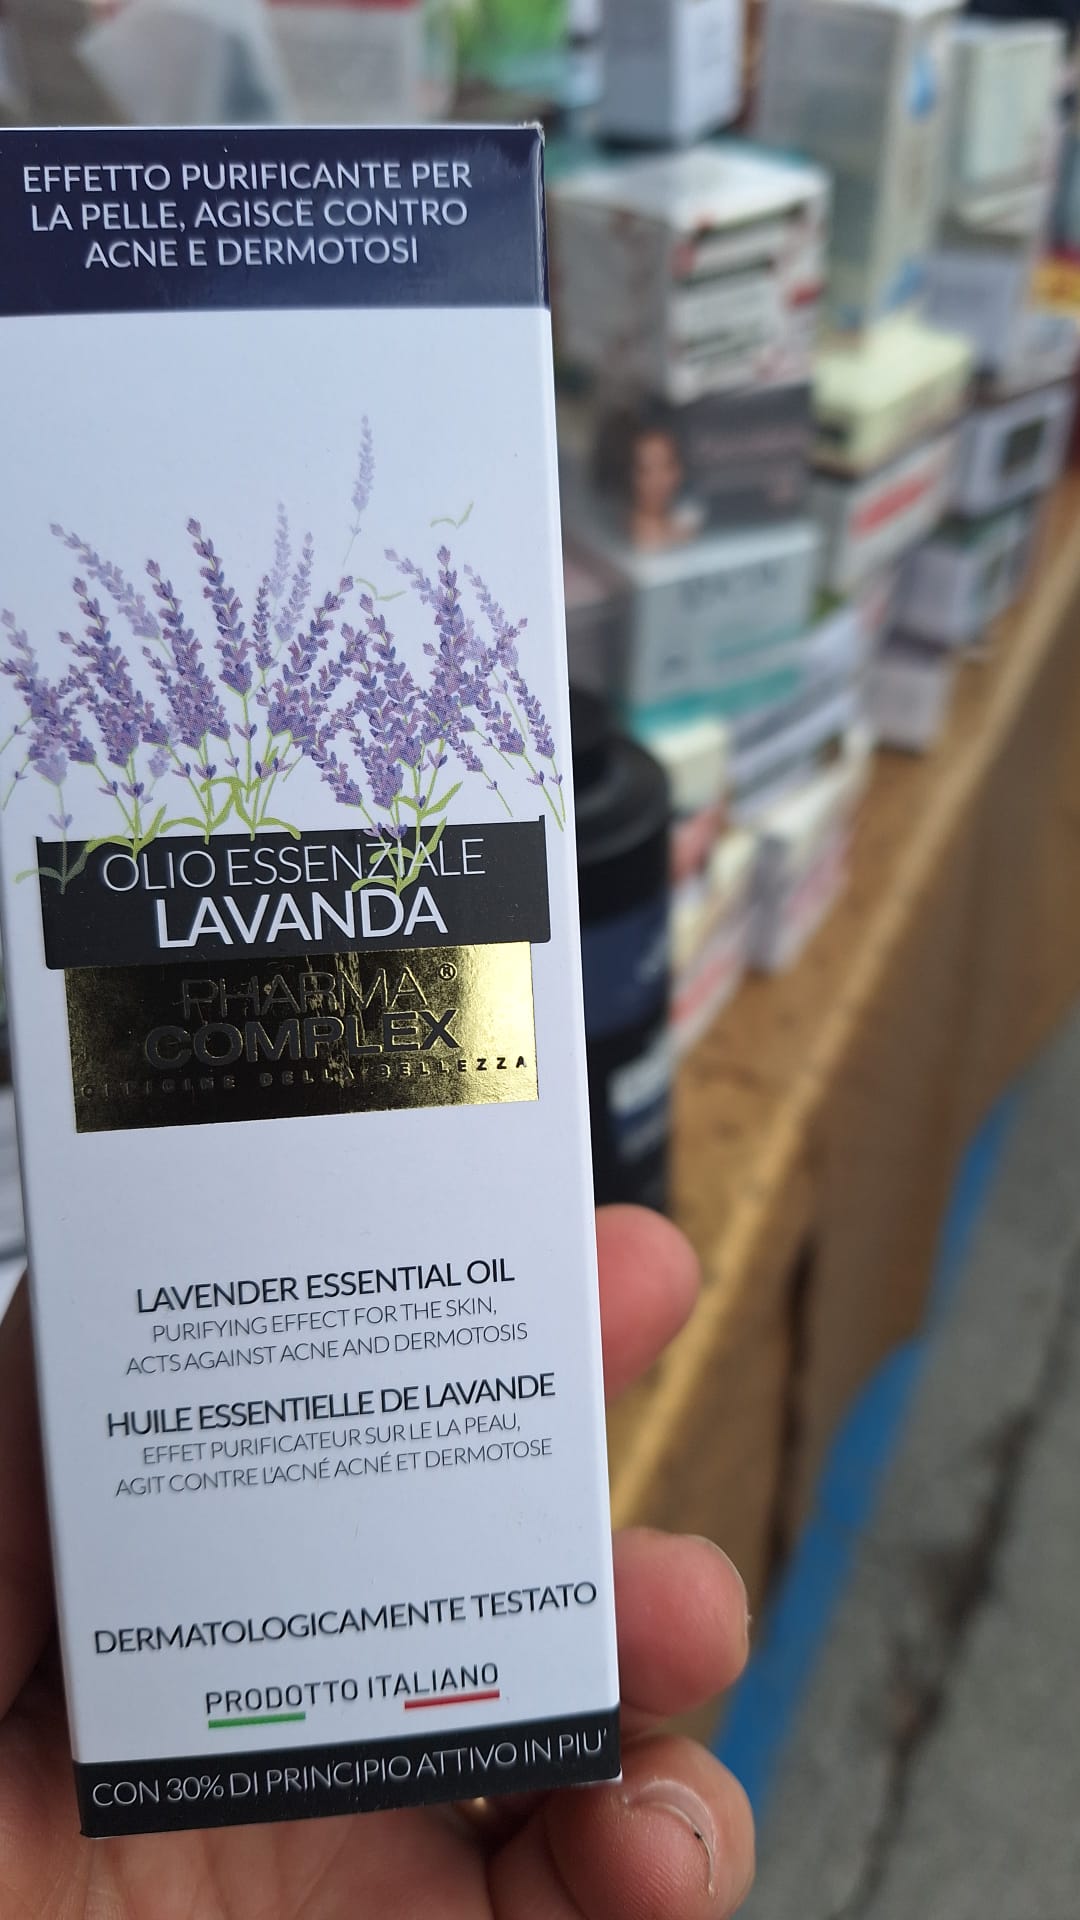 EFFETTO PURIFICANTE PER
LA PELLE, AGISCE CONTRO
ACNE E DERMOTOSI
OLIO ESSENZIALE
LAVANDA
PHARMA®
COMPLEX
OFFICINE DELLA BELLEZZA
LAVENDER ESSENTIAL OIL
PURIFYING EFFECT FOR THE SKIN,
ACTS AGAINST ACNE AND DERMOTOSIS
HUILE ESSENTIELLE DE LAVANDE
EFFET PURIFICATEUR SUR LE LA PEAU,
AGIT CONTRE L'ACNÉ ACNÉ ET DERMOTOSE
DERMATOLOGICAMENTE TESTATO
PRODOTTO ITALIANO
CON 30% DI PRINCIPIO ATTIVO IN PIU'